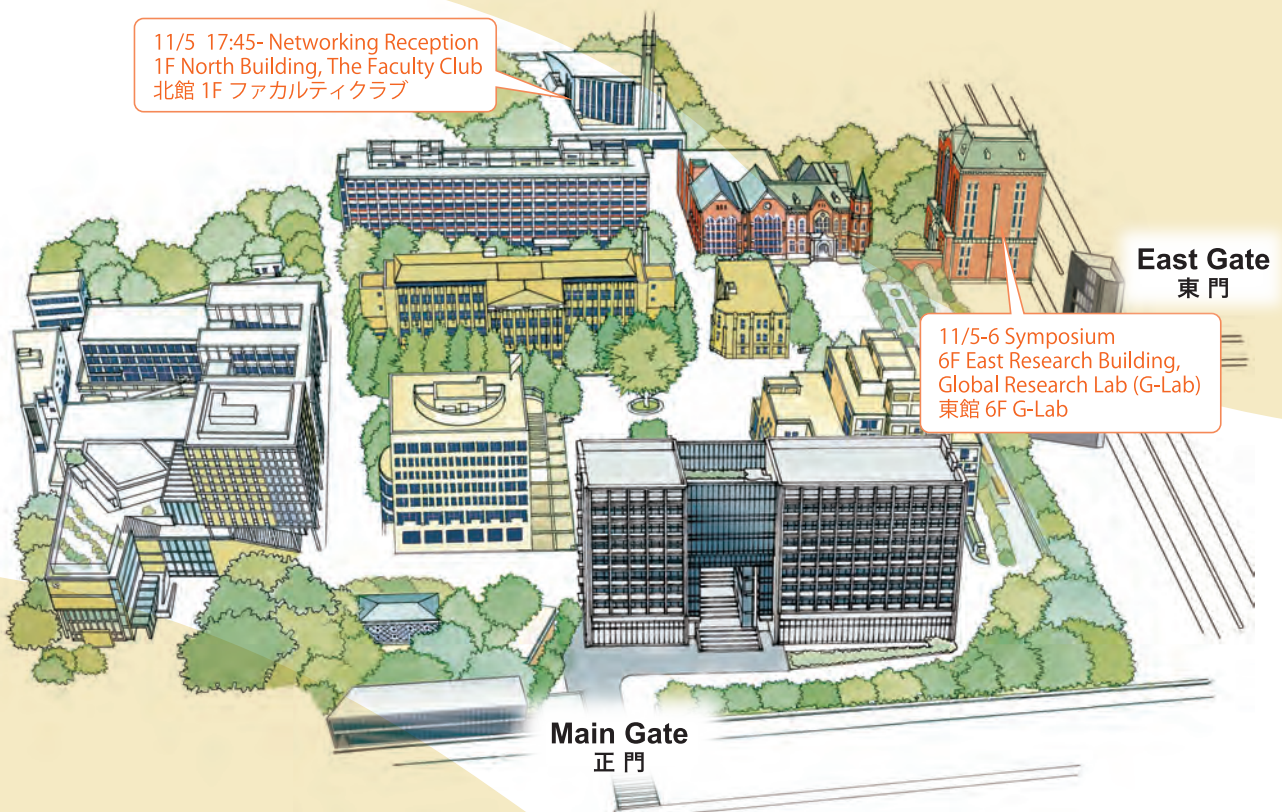 11/5 17:45- Networking Reception
1F North Building, The Faculty Club
北館 1F ファカルティクラブ
East Gate
東門
11/5-6 Symposium
6F East Research Building,
Global Research Lab (G-Lab)
東館 6F G-Lab
Main Gate
正門